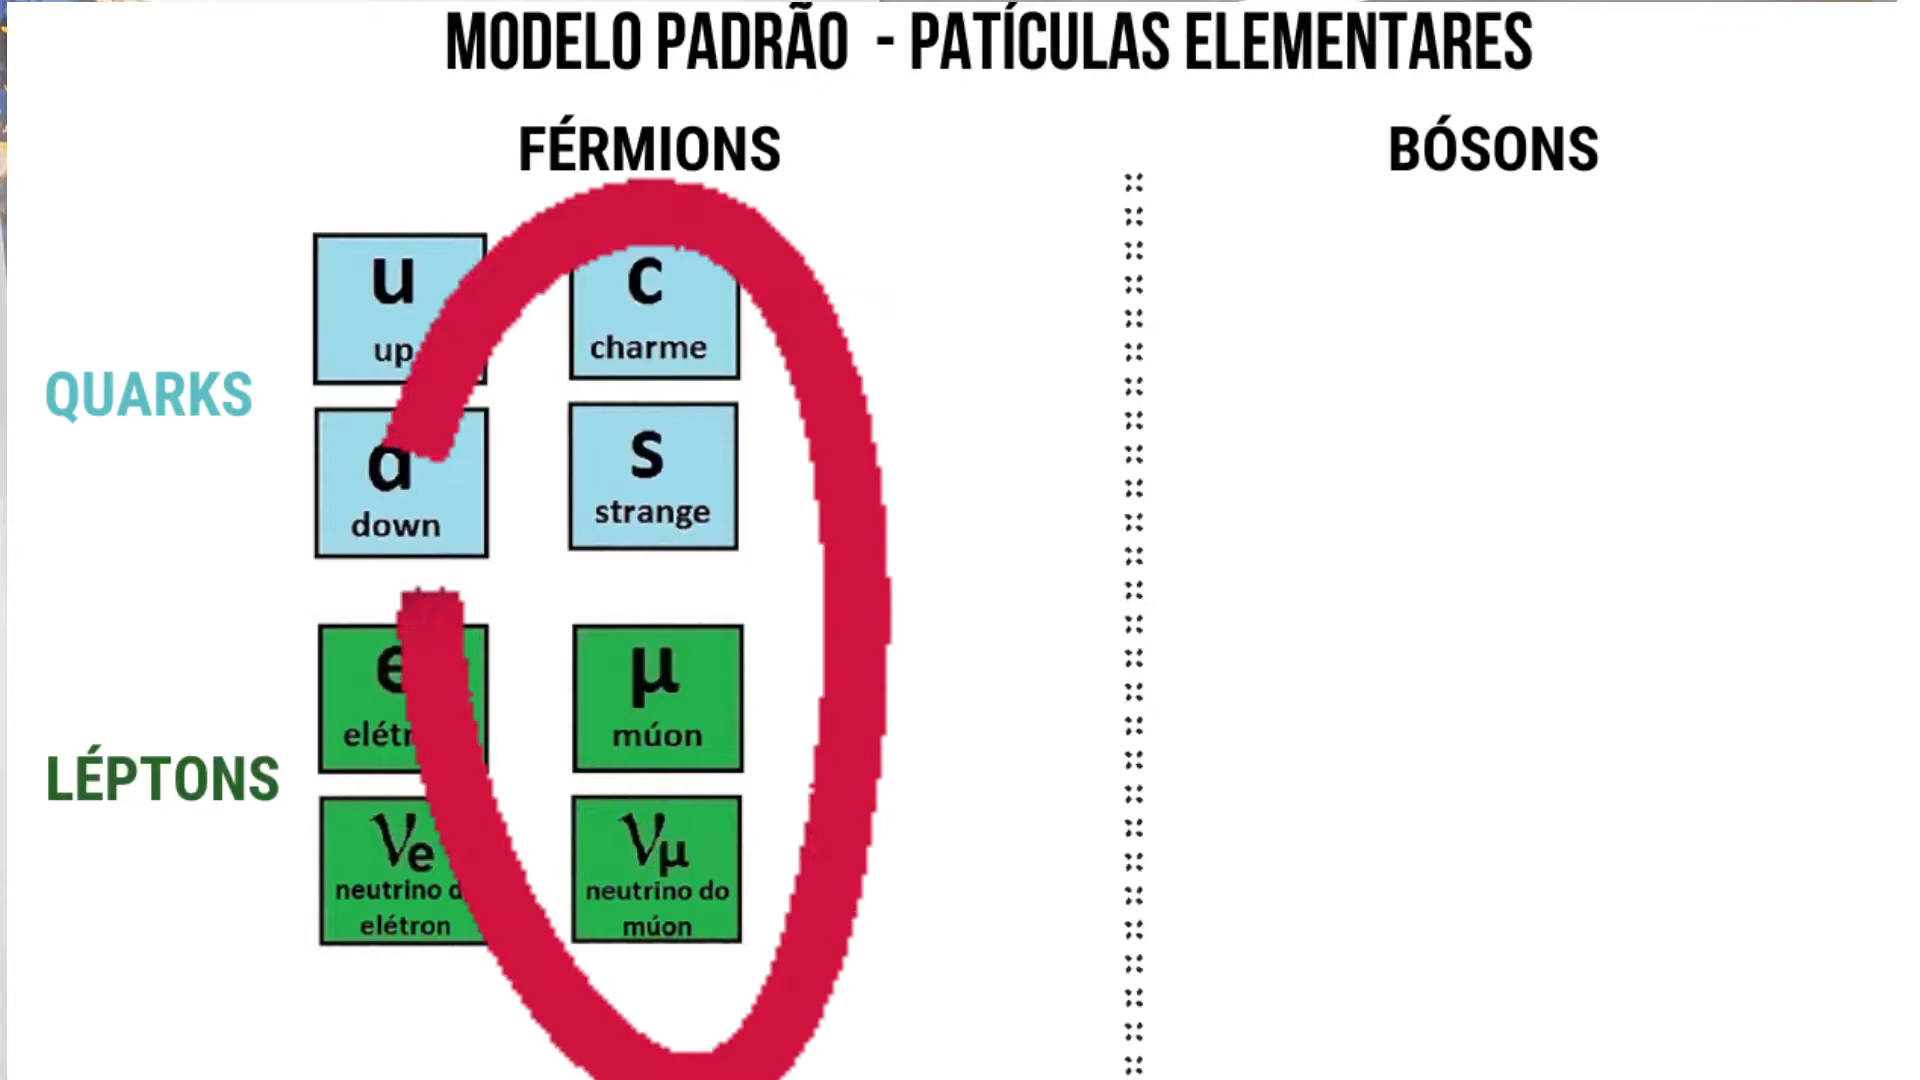 MODELO PADRÃO - PATÍCULAS ELEMENTARES
FÉRMIONS
BÓSONS
u
up
c
charme
QUARKS
d
down
s
strange
e
µ
múon
LÉPTONS
νe
neutrino
elétron
νµ
neutrino do
múon